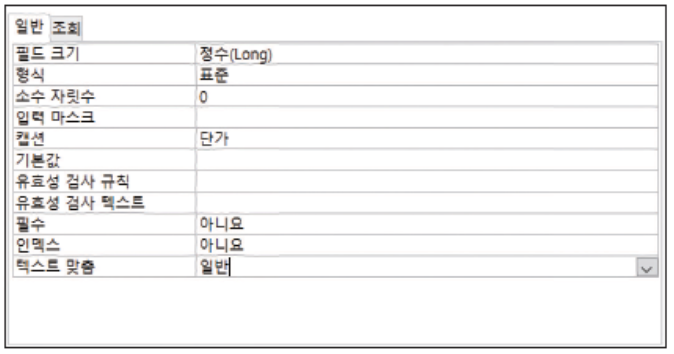 일반 조회
필드 크기 정수(Long)
형식 표준
소수 자릿수 0
입력 마스크
캡션 단가
기본값
유효성 검사 규칙
유효성 검사 텍스트
필수 아니요
인덱스 아니요
텍스트 맞춤 일반